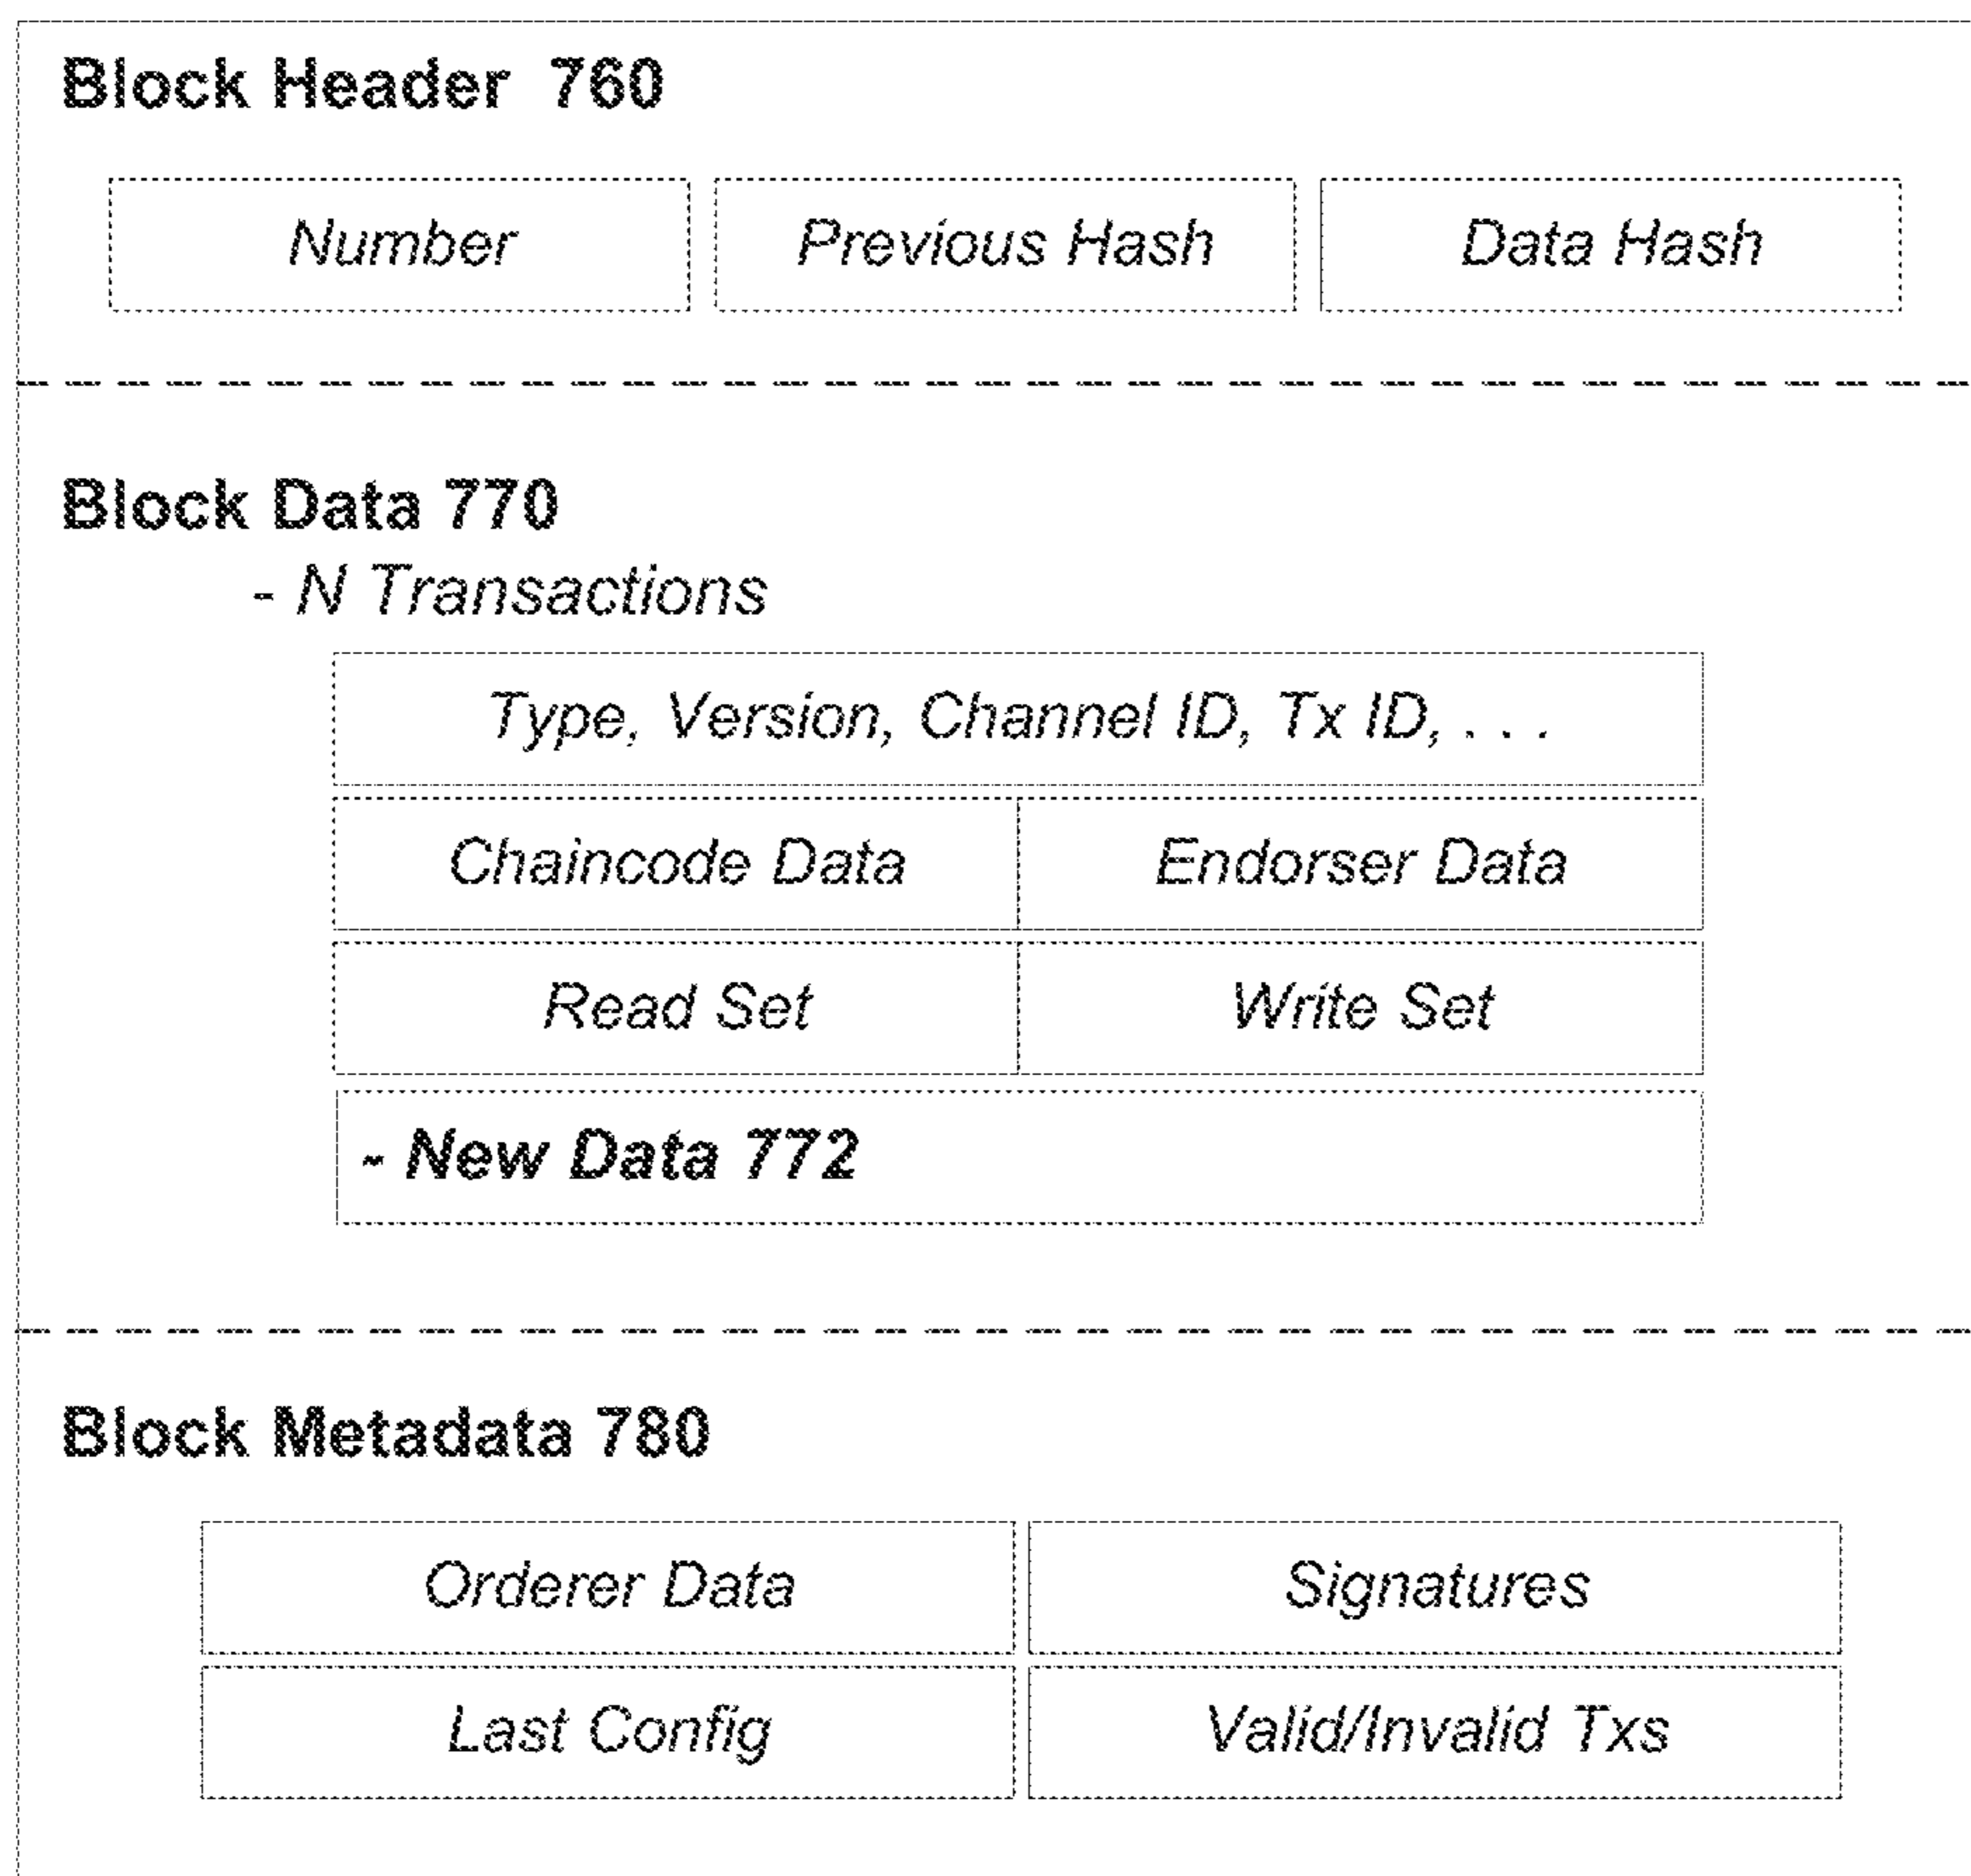 Block Header 760
Number Previous Hash Data Hash
Block Data 770
- N Transactions
Type, Version, Channel ID, Tx ID, . . .
Chaincode Data Endorser Data
Read Set Write Set
- New Data 772
Block Metadata 780
Orderer Data Signatures
Last Config Valid/Invalid Txs